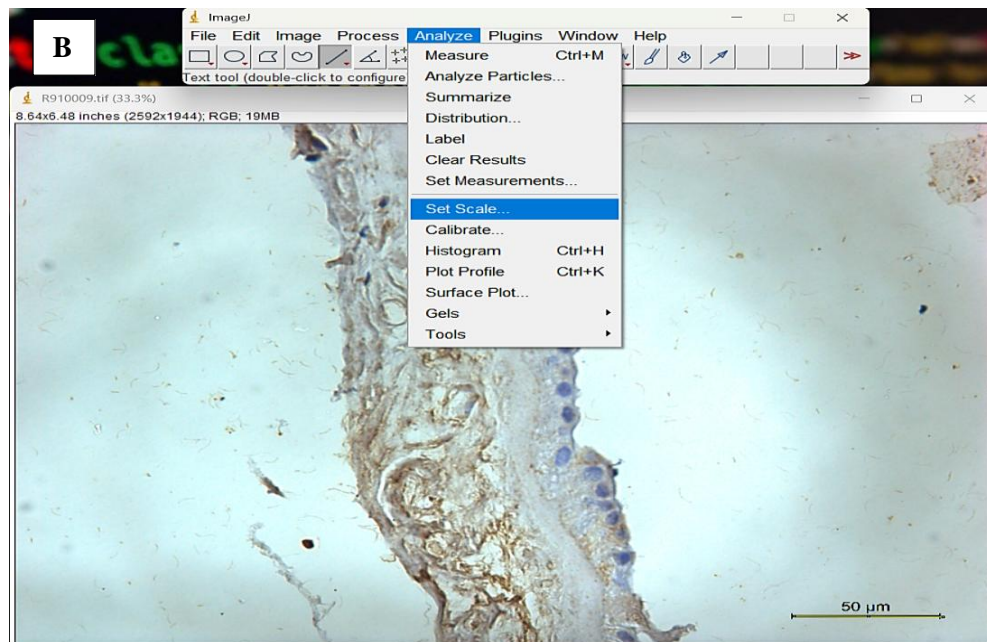 B
cla
ImageJ
File Edit Image Process Analyze Plugins Window Help
Text tool (double-click to configure
Measure Ctrl+M
Analyze Particles...
Summarize
Distribution...
Label
Clear Results
Set Measurements...
Set Scale...
Calibrate...
Histogram Ctrl+H
Plot Profile Ctrl+K
Surface Plot...
Gels
Tools
R910009.tif (33.3%)
8.64x6.48 inches (2592x1944); RGB; 19MB
50 µm